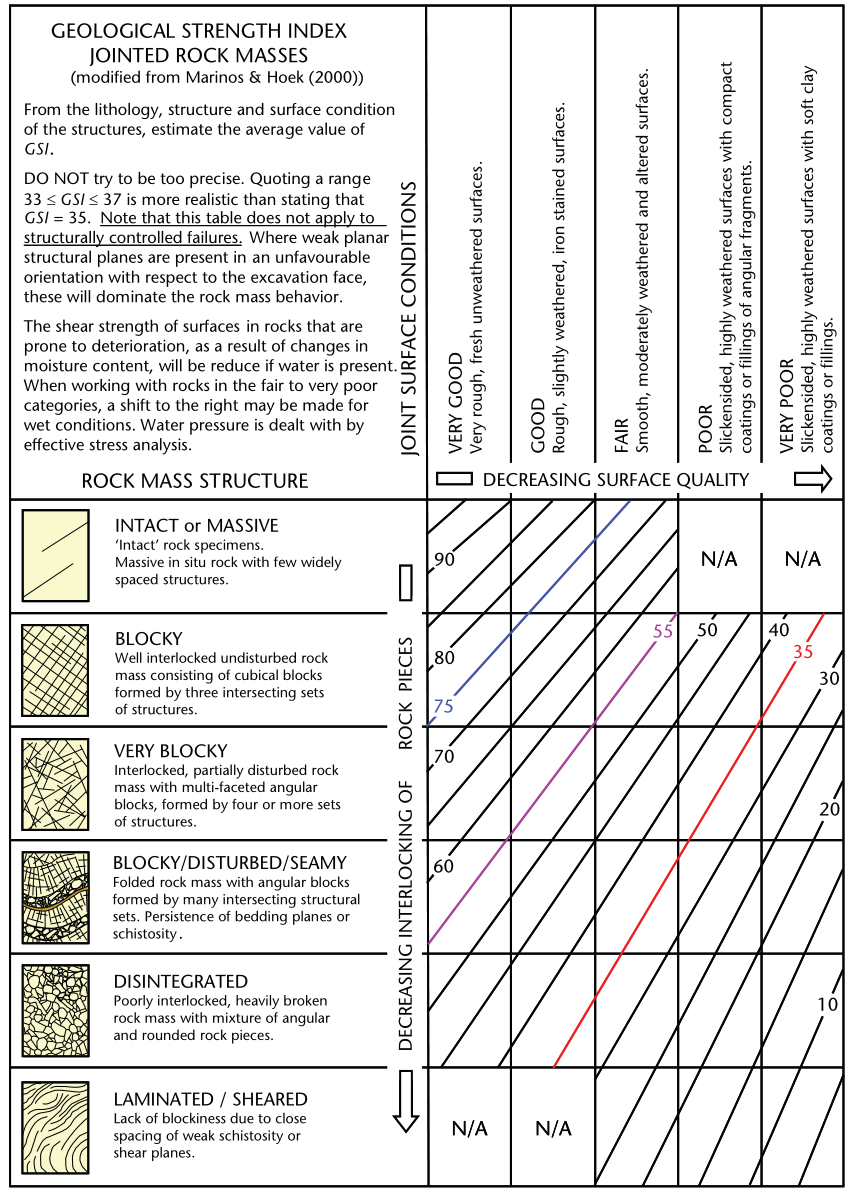 GEOLOGICAL STRENGTH INDEX
JOINTED ROCK MASSES
(modified from Marinos & Hoek (2000))
From the lithology, structure and surface condition
of the structures, estimate the average value of
GSI.
DO NOT try to be too precise. Quoting a range
33 ≤ GSI ≤ 37 is more realistic than stating that
GSI = 35. Note that this table does not apply to
structurally controlled failures. Where weak planar
structural planes are present in an unfavourable
orientation with respect to the excavation face,
these will dominate the rock mass behavior.
The shear strength of surfaces in rocks that are
prone to deterioration, as a result of changes in
moisture content, will be reduce if water is present.
When working with rocks in the fair to very poor
categories, a shift to the right may be made for
wet conditions. Water pressure is dealt with by
effective stress analysis.
JOINT SURFACE CONDITIONS
VERY GOOD
Very rough, fresh unweathered surfaces.
GOOD
Rough, slightly weathered, iron stained surfaces.
FAIR
Smooth, moderately weathered and altered surfaces.
POOR
Slickensided, highly weathered surfaces with compact
coatings or fillings of angular fragments.
VERY POOR
Slickensided, highly weathered surfaces with soft clay
coatings or fillings.
ROCK MASS STRUCTURE
DECREASING SURFACE QUALITY
INTACT or MASSIVE
‘Intact’ rock specimens.
Massive in situ rock with few widely
spaced structures.
90
N/A
N/A
BLOCKY
Well interlocked undisturbed rock
mass consisting of cubical blocks
formed by three intersecting sets
of structures.
DECREASING INTERLOCKING OF ROCK PIECES
80
75
55
50
40
35
30
VERY BLOCKY
Interlocked, partially disturbed rock
mass with multi-faceted angular
blocks, formed by four or more sets
of structures.
70
20
BLOCKY/DISTURBED/SEAMY
Folded rock mass with angular blocks
formed by many intersecting structural
sets. Persistence of bedding planes or
schistosity.
60
DISINTEGRATED
Poorly interlocked, heavily broken
rock mass with mixture of angular
and rounded rock pieces.
10
LAMINATED / SHEARED
Lack of blockiness due to close
spacing of weak schistosity or
shear planes.
N/A
N/A